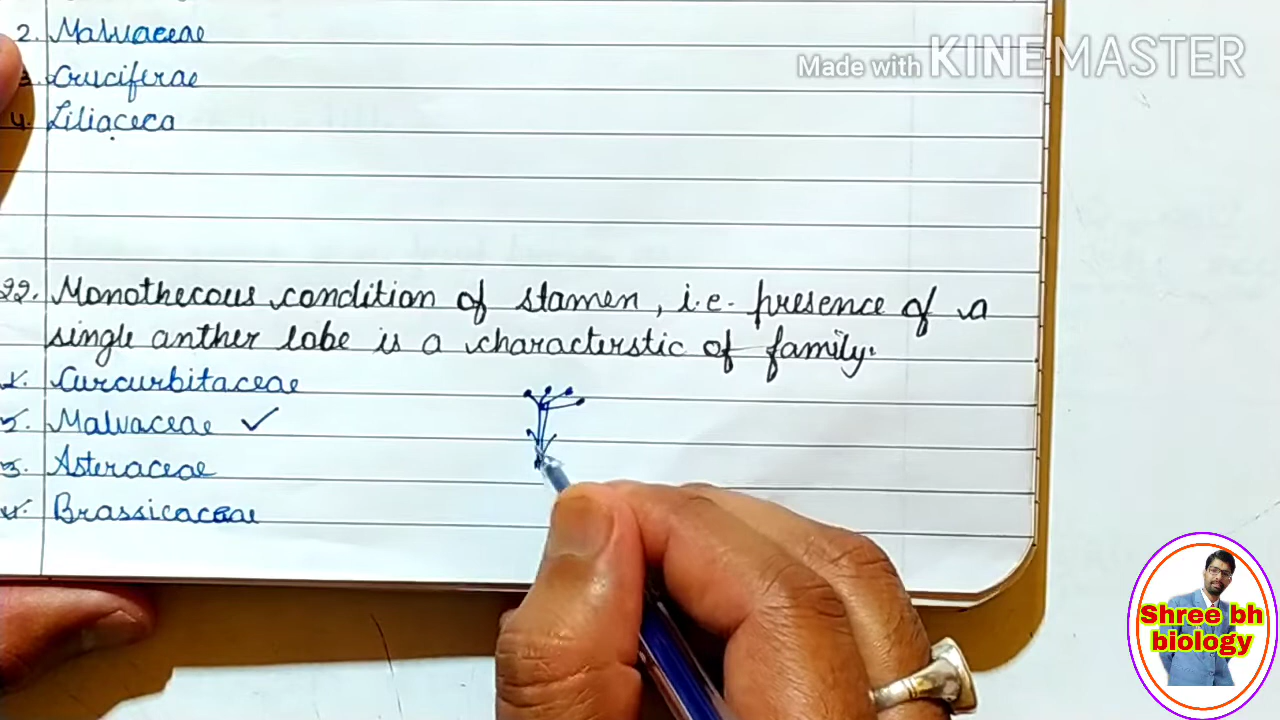 2. Malvaceae
Made with KINEMASTER
3. Cruciferae
4. Liliaceca
22. Monothecous condition of stamen, i.e. presence of a
single anther lobe is a characterstic of family.
1. Curcurbitaceae
2. Malvaceae ✓
3. Asteraceae
4. Brassicaceae
Shree bh
biology